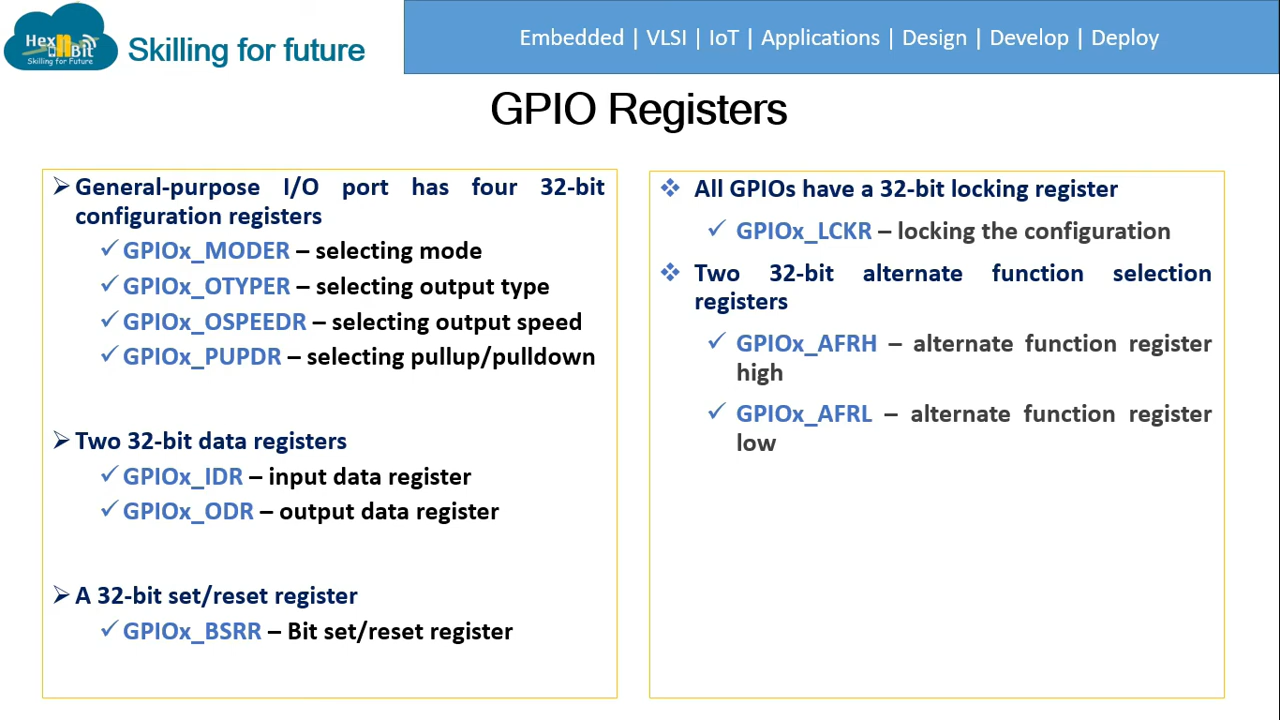 Hex n Bit
Skilling for Future
Skilling for future
Embedded | VLSI | IoT | Applications | Design | Develop | Deploy
GPIO Registers
General-purpose I/O port has four 32-bit
configuration registers
GPIOx_MODER – selecting mode
GPIOx_OTYPER – selecting output type
GPIOx_OSPEEDR – selecting output speed
GPIOx_PUPDR – selecting pullup/pulldown
Two 32-bit data registers
GPIOx_IDR – input data register
GPIOx_ODR – output data register
A 32-bit set/reset register
GPIOx_BSRR – Bit set/reset register
All GPIOs have a 32-bit locking register
GPIOx_LCKR – locking the configuration
Two 32-bit alternate function selection
registers
GPIOx_AFRH – alternate function register
high
GPIOx_AFRL – alternate function register
low